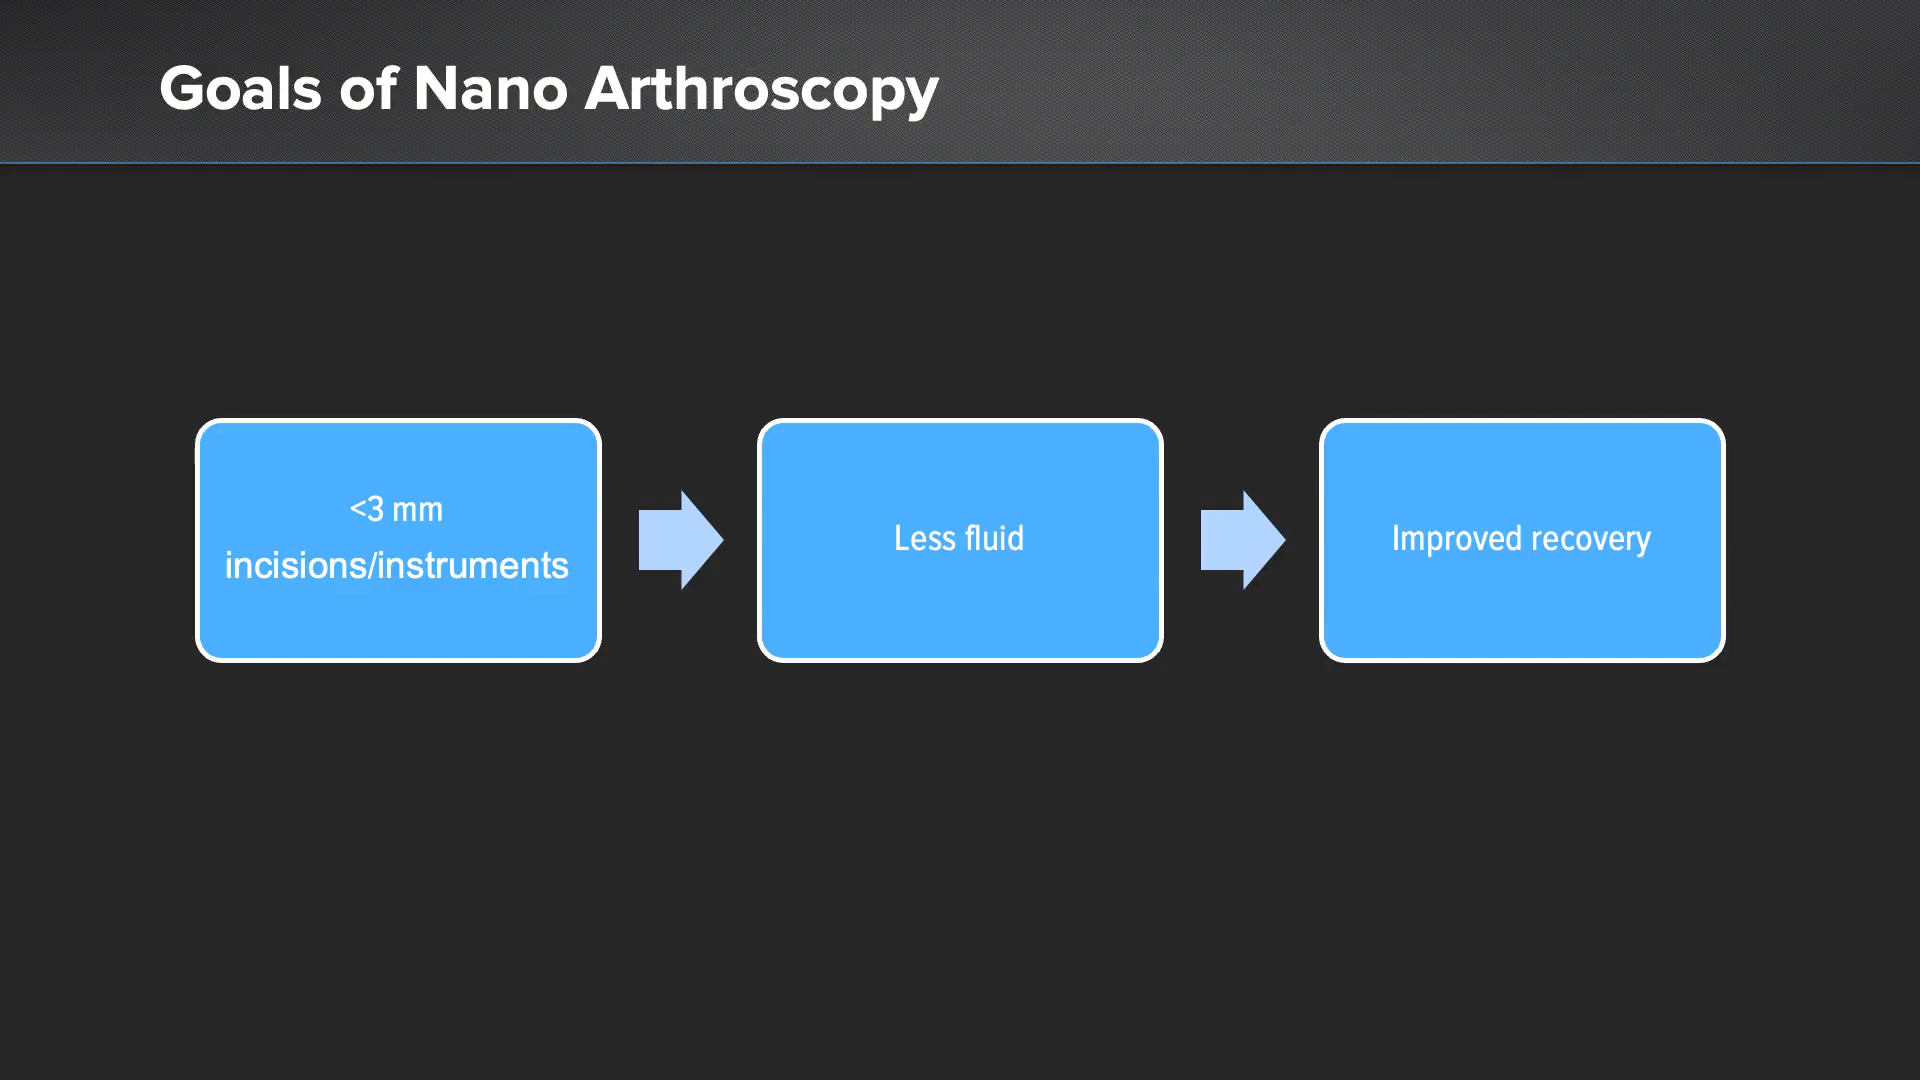 Goals of Nano Arthroscopy
<3 mm
incisions/instruments
Less fluid
Improved recovery